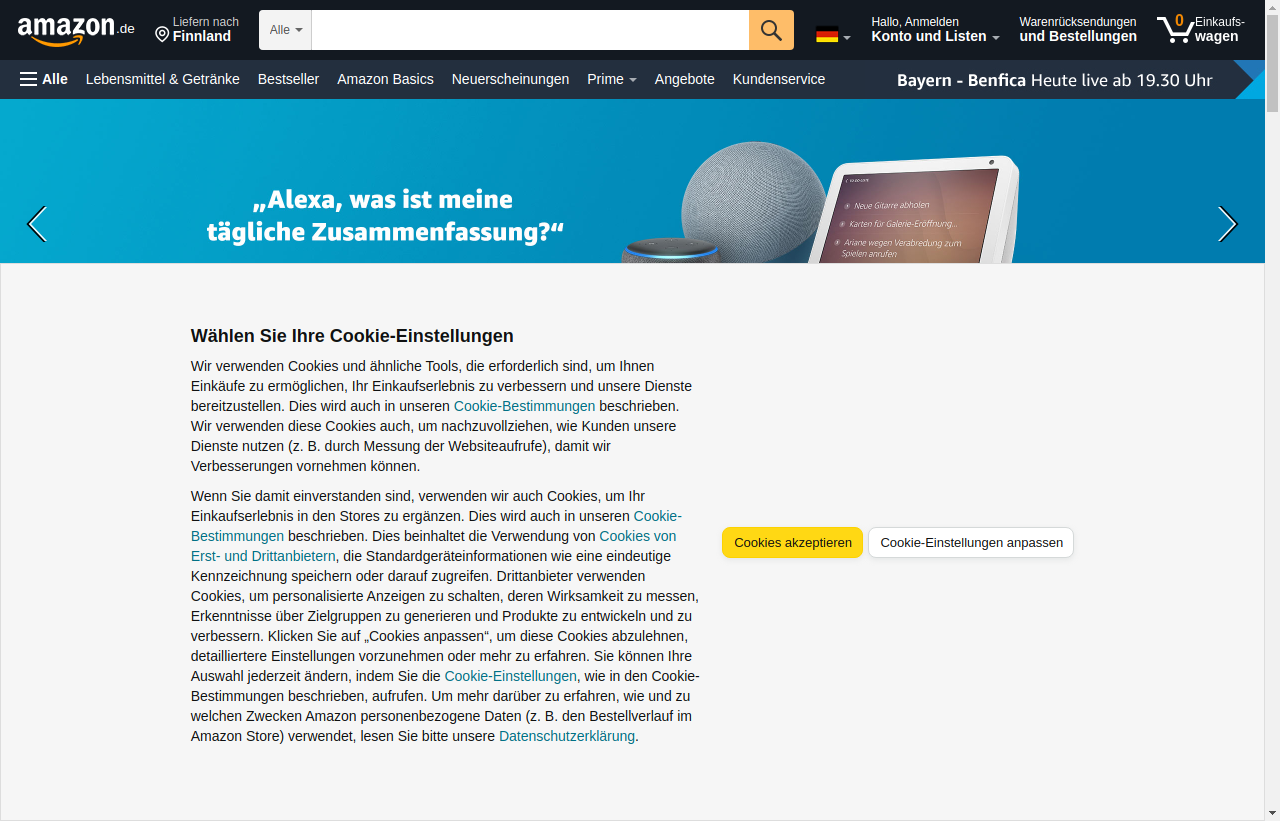 amazon.de
Liefern nach
Finnland
Alle
Hallo, Anmelden
Konto und Listen
Warenrücksendungen
und Bestellungen
0
Einkaufs-
wagen
Alle Lebensmittel & Getränke Bestseller Amazon Basics Neuerscheinungen Prime Angebote Kundenservice Bayern - Benfica Heute live ab 19.30 Uhr
„Alexa, was ist meine
tägliche Zusammenfassung?“
Neue Gitarre abholen
Karten für Galerie-Eröffnung...
Ariane wegen Verabredung zum
Spielen anrufen
Wählen Sie Ihre Cookie-Einstellungen
Wir verwenden Cookies und ähnliche Tools, die erforderlich sind, um Ihnen
Einkäufe zu ermöglichen, Ihr Einkaufserlebnis zu verbessern und unsere Dienste
bereitzustellen. Dies wird auch in unseren Cookie-Bestimmungen beschrieben.
Wir verwenden diese Cookies auch, um nachzuvollziehen, wie Kunden unsere
Dienste nutzen (z. B. durch Messung der Websiteaufrufe), damit wir
Verbesserungen vornehmen können.
Wenn Sie damit einverstanden sind, verwenden wir auch Cookies, um Ihr
Einkaufserlebnis in den Stores zu ergänzen. Dies wird auch in unseren Cookie-
Bestimmungen beschrieben. Dies beinhaltet die Verwendung von Cookies von
Erst- und Drittanbietern, die Standardgeräteinformationen wie eine eindeutige
Kennzeichnung speichern oder darauf zugreifen. Drittanbieter verwenden
Cookies, um personalisierte Anzeigen zu schalten, deren Wirksamkeit zu messen,
Erkenntnisse über Zielgruppen zu generieren und Produkte zu entwickeln und zu
verbessern. Klicken Sie auf „Cookies anpassen“, um diese Cookies abzulehnen,
detailliertere Einstellungen vorzunehmen oder mehr zu erfahren. Sie können Ihre
Auswahl jederzeit ändern, indem Sie die Cookie-Einstellungen, wie in den Cookie-
Bestimmungen beschrieben, aufrufen. Um mehr darüber zu erfahren, wie und zu
welchen Zwecken Amazon personenbezogene Daten (z. B. den Bestellverlauf im
Amazon Store) verwendet, lesen Sie bitte unsere Datenschutzerklärung.
Cookies akzeptieren
Cookie-Einstellungen anpassen